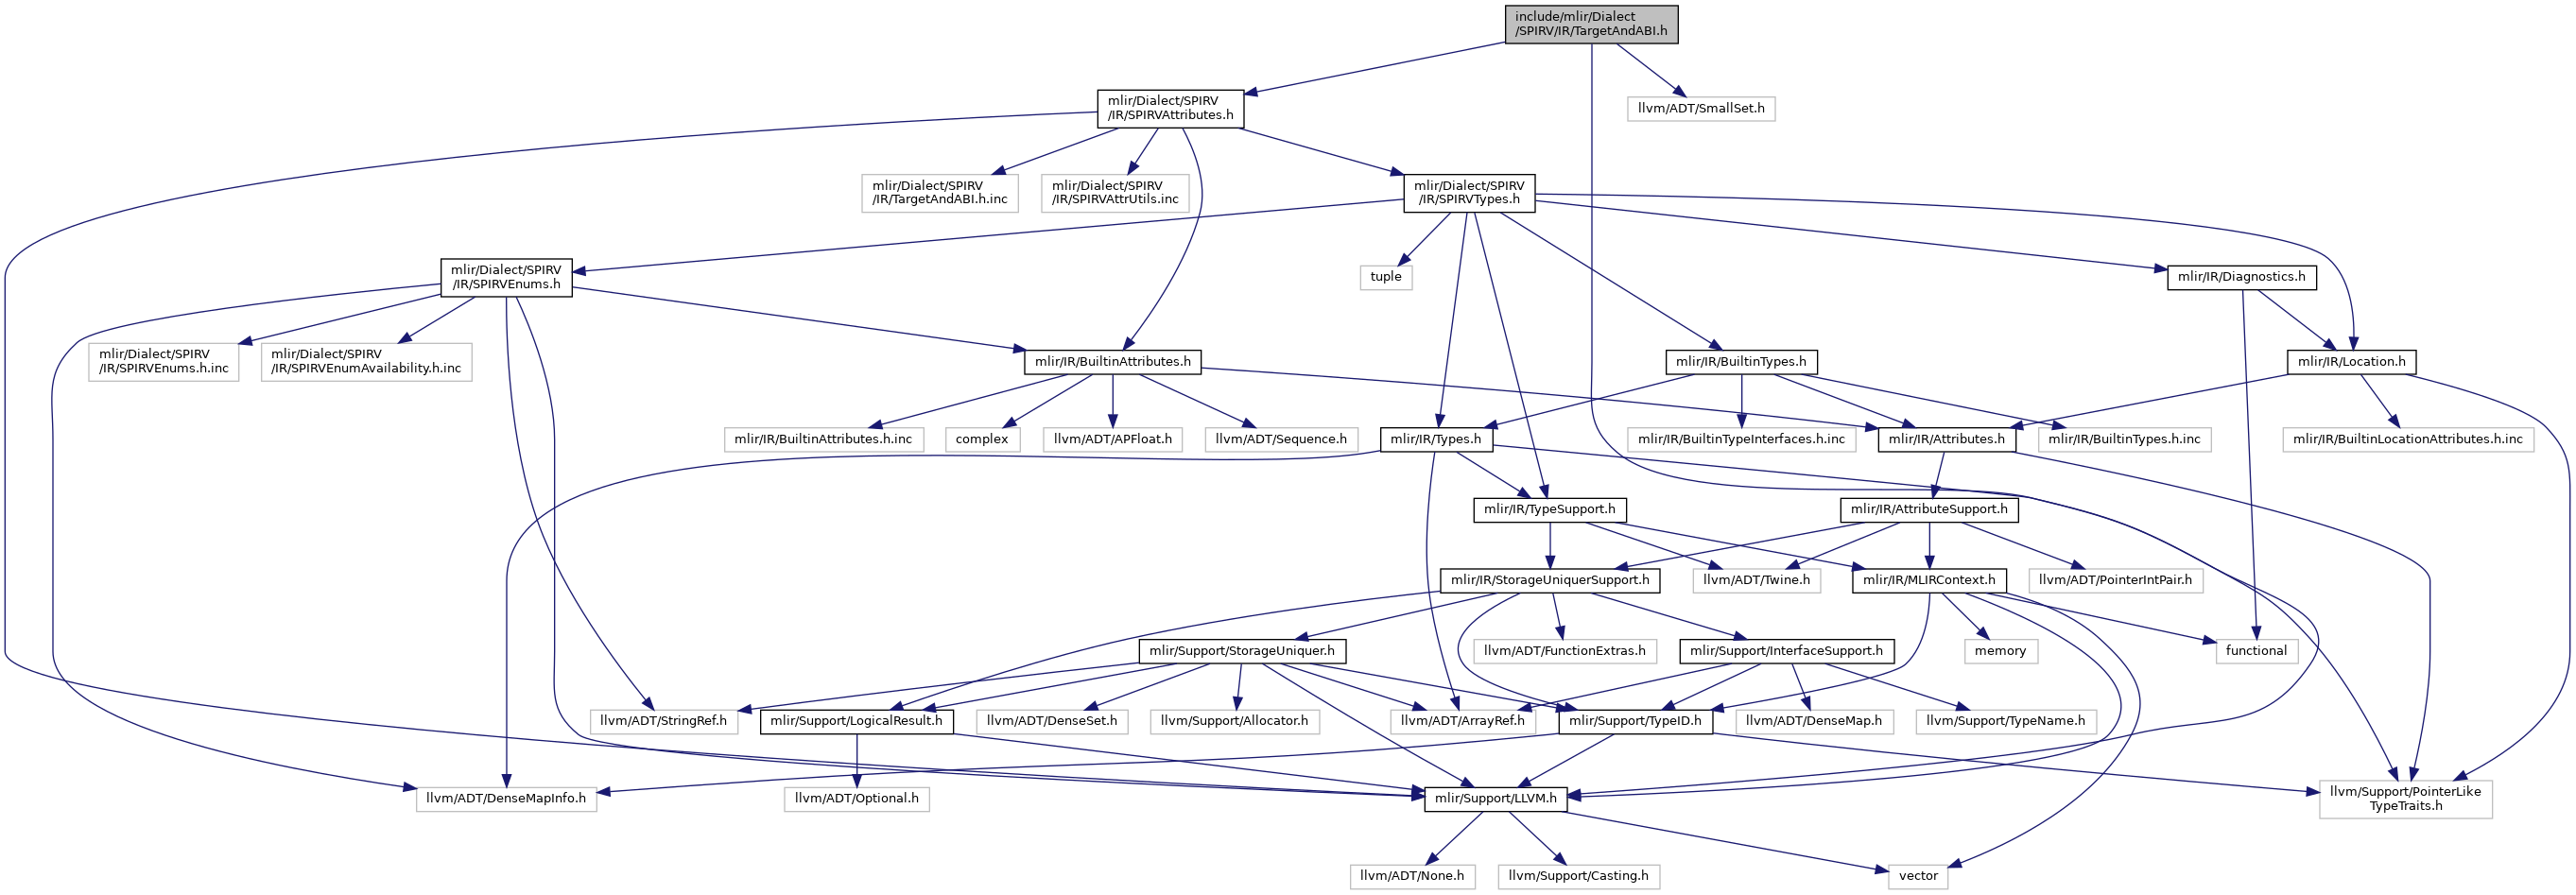 include/mlir/Dialect
/SPIRV/IR/TargetAndABI.h
mlir/Dialect/SPIRV
/IR/SPIRVAttributes.h
llvm/ADT/SmallSet.h
mlir/Dialect/SPIRV
/IR/TargetAndABI.h.inc
mlir/Dialect/SPIRV
/IR/SPIRVAttrUtils.inc
mlir/Dialect/SPIRV
/IR/SPIRVTypes.h
mlir/Dialect/SPIRV
/IR/SPIRVEnums.h
tuple
mlir/IR/Diagnostics.h
mlir/Dialect/SPIRV
/IR/SPIRVEnums.h.inc
mlir/Dialect/SPIRV
/IR/SPIRVEnumAvailability.h.inc
mlir/IR/BuiltinAttributes.h
mlir/IR/BuiltinTypes.h
mlir/IR/Location.h
mlir/IR/BuiltinAttributes.h.inc
complex
llvm/ADT/APFloat.h
llvm/ADT/Sequence.h
mlir/IR/Types.h
mlir/IR/BuiltinTypeInterfaces.h.inc
mlir/IR/Attributes.h
mlir/IR/BuiltinTypes.h.inc
mlir/IR/BuiltinLocationAttributes.h.inc
mlir/IR/TypeSupport.h
mlir/IR/AttributeSupport.h
mlir/IR/StorageUniquerSupport.h
llvm/ADT/Twine.h
mlir/IR/MLIRContext.h
llvm/ADT/PointerIntPair.h
mlir/Support/StorageUniquer.h
llvm/ADT/FunctionExtras.h
mlir/Support/InterfaceSupport.h
memory
functional
llvm/ADT/StringRef.h
mlir/Support/LogicalResult.h
llvm/ADT/DenseSet.h
llvm/Support/Allocator.h
llvm/ADT/ArrayRef.h
mlir/Support/TypeID.h
llvm/ADT/DenseMap.h
llvm/Support/TypeName.h
llvm/ADT/DenseMapInfo.h
llvm/ADT/Optional.h
mlir/Support/LLVM.h
llvm/Support/PointerLike
TypeTraits.h
llvm/ADT/None.h
llvm/Support/Casting.h
vector